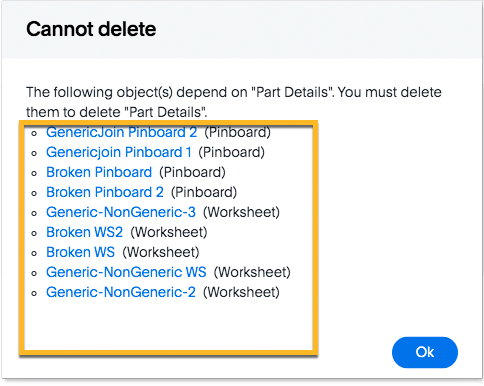 Cannot delete
The following object(s) depend on "Part Details". You must delete
them to delete "Part Details".
GenericJoin Pinboard 2 (Pinboard)
Genericjoin Pinboard 1 (Pinboard)
Broken Pinboard (Pinboard)
Broken Pinboard 2 (Pinboard)
Generic-NonGeneric-3 (Worksheet)
Broken WS2 (Worksheet)
Broken WS (Worksheet)
Generic-NonGeneric WS (Worksheet)
Generic-NonGeneric-2 (Worksheet)
Ok